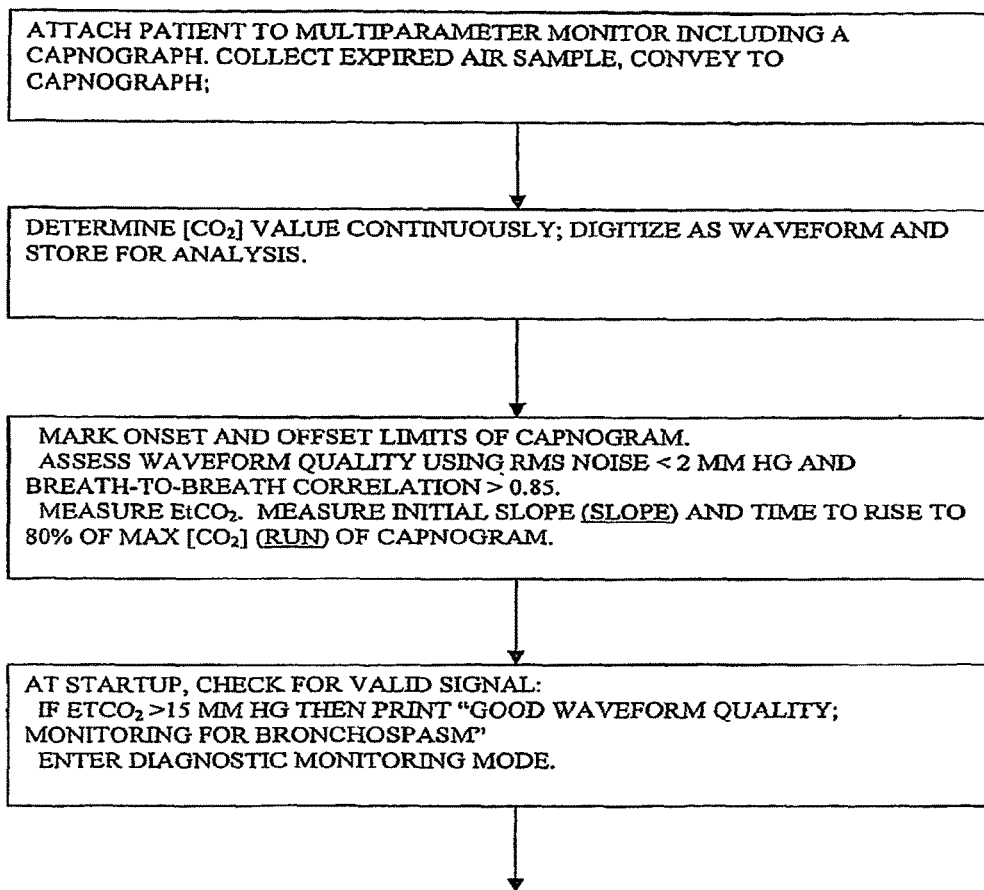 ATTACH PATIENT TO MULTIPARAMETER MONITOR INCLUDING A
CAPNOGRAPH. COLLECT EXPIRED AIR SAMPLE, CONVEY TO
CAPNOGRAPH;
DETERMINE [CO₂] VALUE CONTINUOUSLY; DIGITIZE AS WAVEFORM AND
STORE FOR ANALYSIS.
MARK ONSET AND OFFSET LIMITS OF CAPNOGRAM.
ASSESS WAVEFORM QUALITY USING RMS NOISE < 2 MM HG AND
BREATH-TO-BREATH CORRELATION > 0.85.
MEASURE EtCO₂. MEASURE INITIAL SLOPE (SLOPE) AND TIME TO RISE TO
80% OF MAX [CO₂] (RUN) OF CAPNOGRAM.
AT STARTUP, CHECK FOR VALID SIGNAL:
IF ETCO₂ >15 MM HG THEN PRINT “GOOD WAVEFORM QUALITY;
MONITORING FOR BRONCHOSPASM”
ENTER DIAGNOSTIC MONITORING MODE.